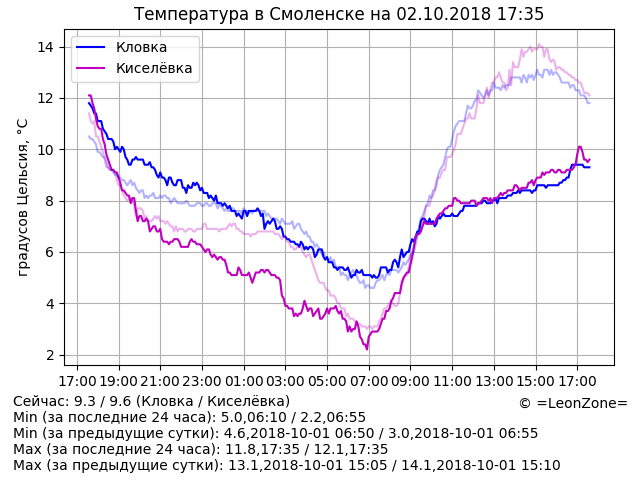 Температура в Смоленске на 02.10.2018 17:35
Кловка
Киселёвка
градусов Цельсия, °C
14
12
10
8
6
4
2
17:00 19:00 21:00 23:00 01:00 03:00 05:00 07:00 09:00 11:00 13:00 15:00 17:00
Сейчас: 9.3 / 9.6 (Кловка / Киселёвка)
© =LeonZone=
Min (за последние 24 часа): 5.0,06:10 / 2.2,06:55
Min (за предыдущие сутки): 4.6,2018-10-01 06:50 / 3.0,2018-10-01 06:55
Max (за последние 24 часа): 11.8,17:35 / 12.1,17:35
Max (за предыдущие сутки): 13.1,2018-10-01 15:05 / 14.1,2018-10-01 15:10